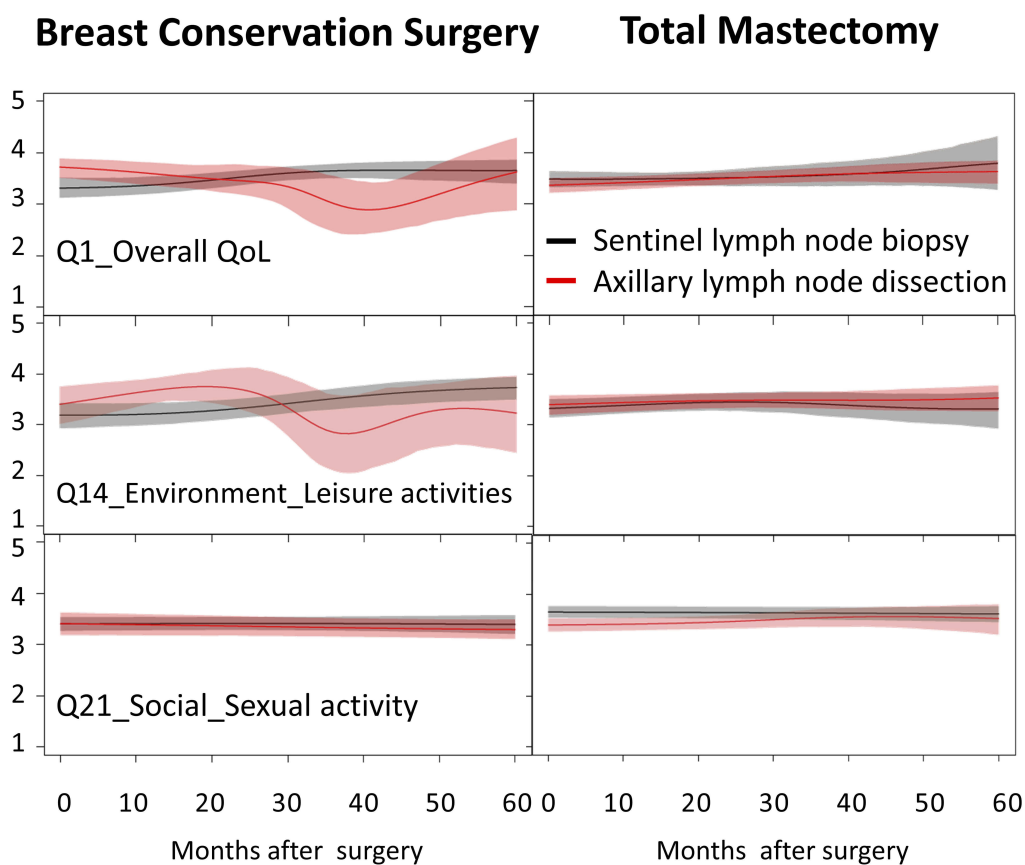 Breast Conservation Surgery Total Mastectomy
5
4
3
2
1
Q1_Overall QoL
Sentinel lymph node biopsy
Axillary lymph node dissection
5
4
3
2
1
Q14_Environment_Leisure activities
5
4
3
2
1
Q21_Social_Sexual activity
0 10 20 30 40 50 60 0 10 20 30 40 50 60
Months after surgery Months after surgery